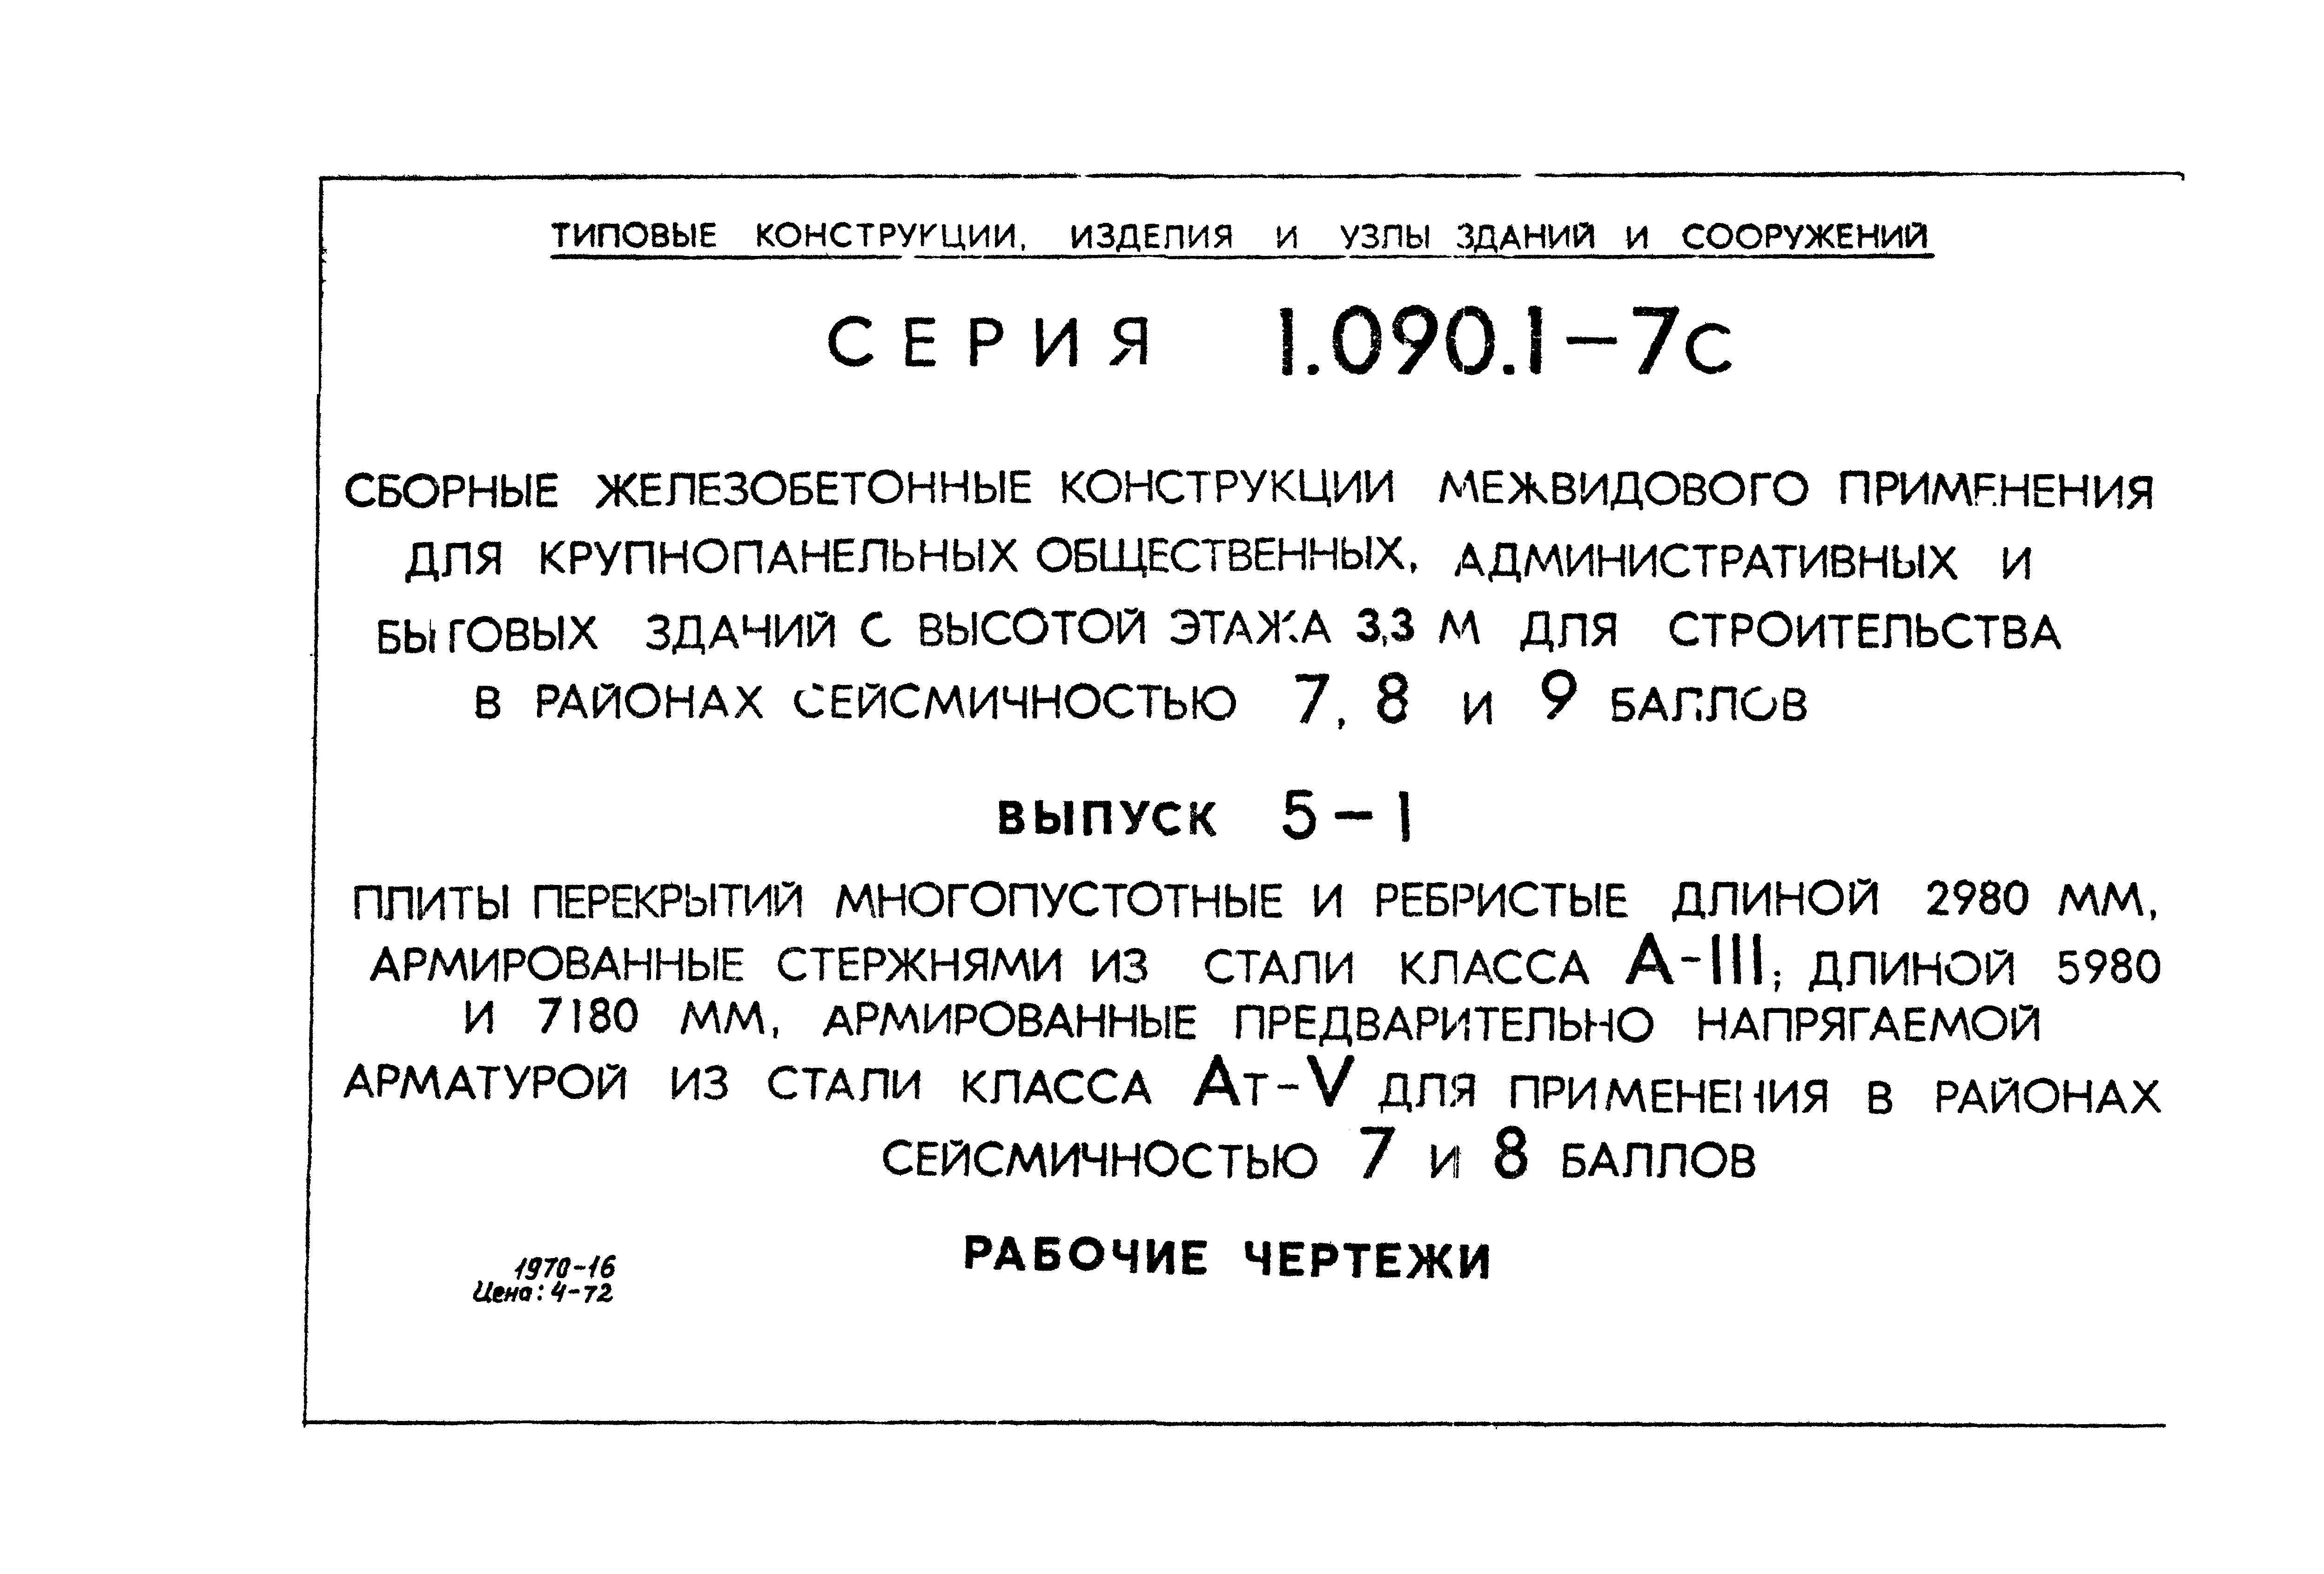 ТИПОВЫЕ КОНСТРУКЦИИ, ИЗДЕЛИЯ И УЗЛЫ ЗДАНИЙ И СООРУЖЕНИЙ
СЕРИЯ 1.090.1-7с
СБОРНЫЕ ЖЕЛЕЗОБЕТОННЫЕ КОНСТРУКЦИИ МЕЖВИДОВОГО ПРИМЕНЕНИЯ
ДЛЯ КРУПНОПАНЕЛЬНЫХ ОБЩЕСТВЕННЫХ, АДМИНИСТРАТИВНЫХ И
БЫТОВЫХ ЗДАНИЙ С ВЫСОТОЙ ЭТАЖА 3,3 М ДЛЯ СТРОИТЕЛЬСТВА
В РАЙОНАХ СЕЙСМИЧНОСТЬЮ 7, 8 И 9 БАЛЛОВ
ВЫПУСК 5-1
ПЛИТЫ ПЕРЕКРЫТИЙ МНОГОПУСТОТНЫЕ И РЕБРИСТЫЕ ДЛИНОЙ 2980 ММ,
АРМИРОВАННЫЕ СТЕРЖНЯМИ ИЗ СТАЛИ КЛАССА А-III; ДЛИНОЙ 5980
И 7180 ММ, АРМИРОВАННЫЕ ПРЕДВАРИТЕЛЬНО НАПРЯГАЕМОЙ
АРМАТУРОЙ ИЗ СТАЛИ КЛАССА Ат-V ДЛЯ ПРИМЕНЕНИЯ В РАЙОНАХ
СЕЙСМИЧНОСТЬЮ 7 И 8 БАЛЛОВ
РАБОЧИЕ ЧЕРТЕЖИ
1970-16
Цена: 4-72